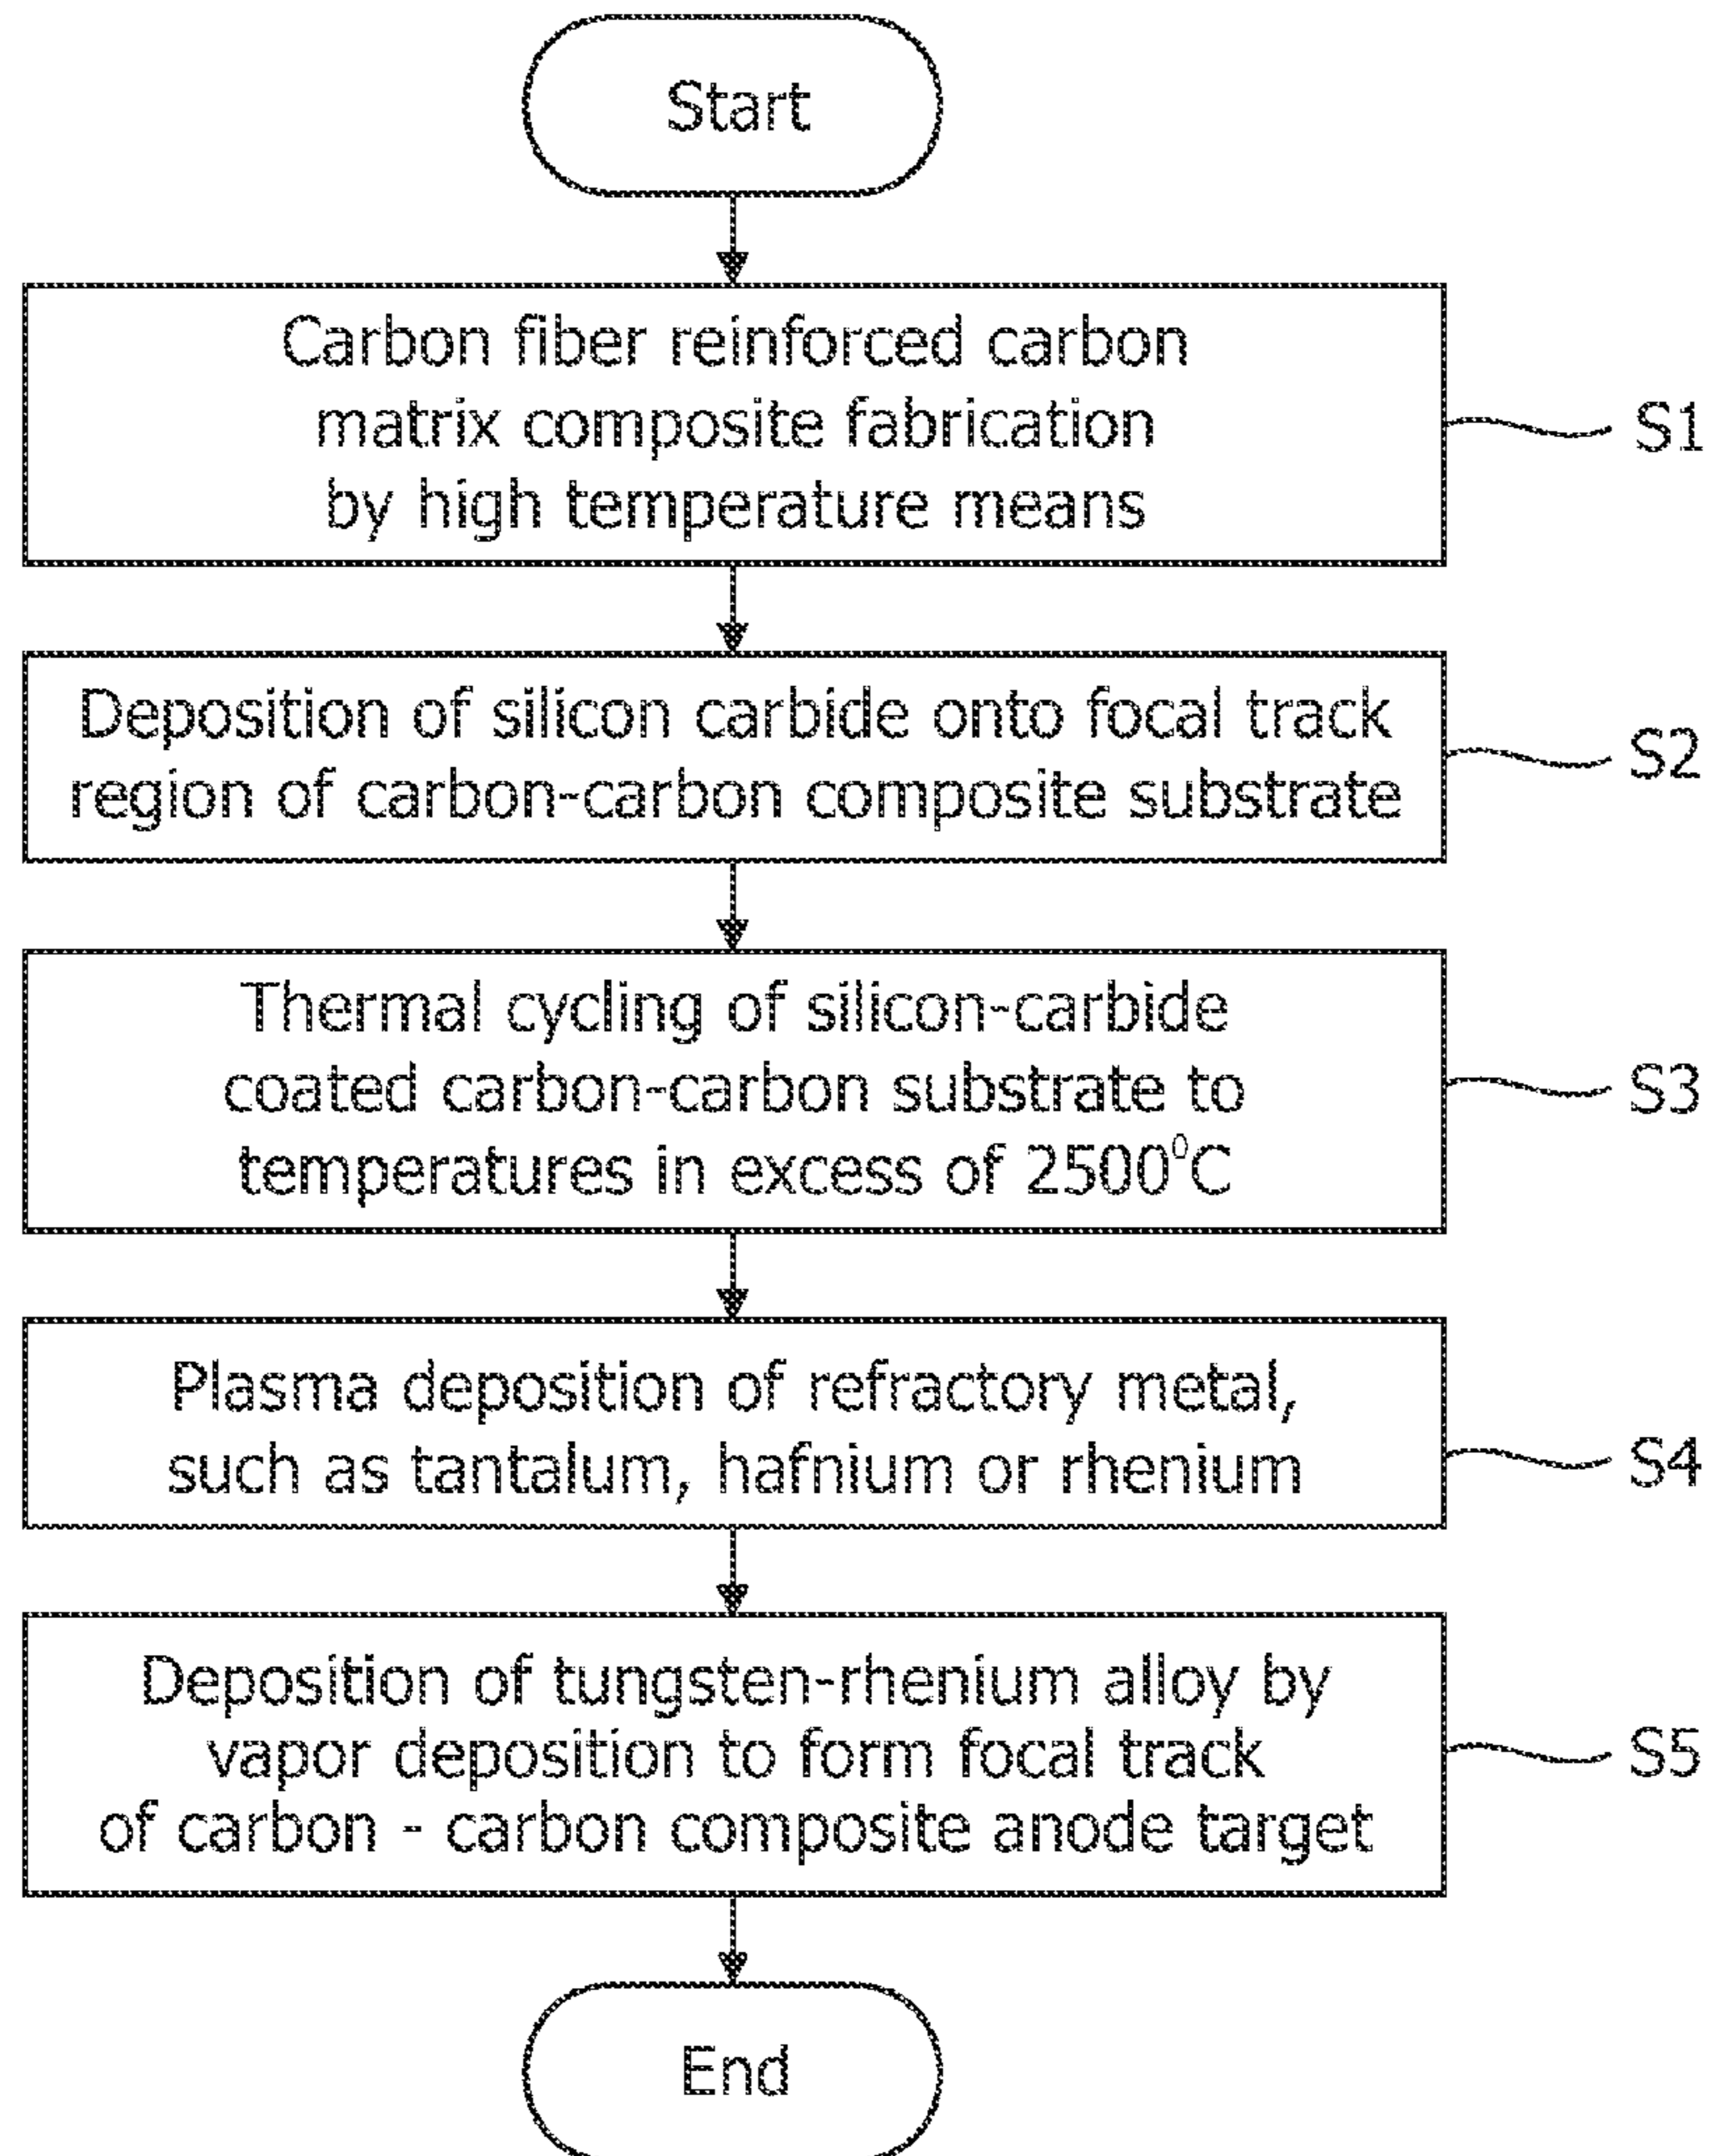 Start
Carbon fiber reinforced carbon
matrix composite fabrication
by high temperature means
S1
Deposition of silicon carbide onto focal track
region of carbon-carbon composite substrate
S2
Thermal cycling of silicon-carbide
coated carbon-carbon substrate to
temperatures in excess of 2500⁰C
S3
Plasma deposition of refractory metal,
such as tantalum, hafnium or rhenium
S4
Deposition of tungsten-rhenium alloy by
vapor deposition to form focal track
of carbon - carbon composite anode target
S5
End